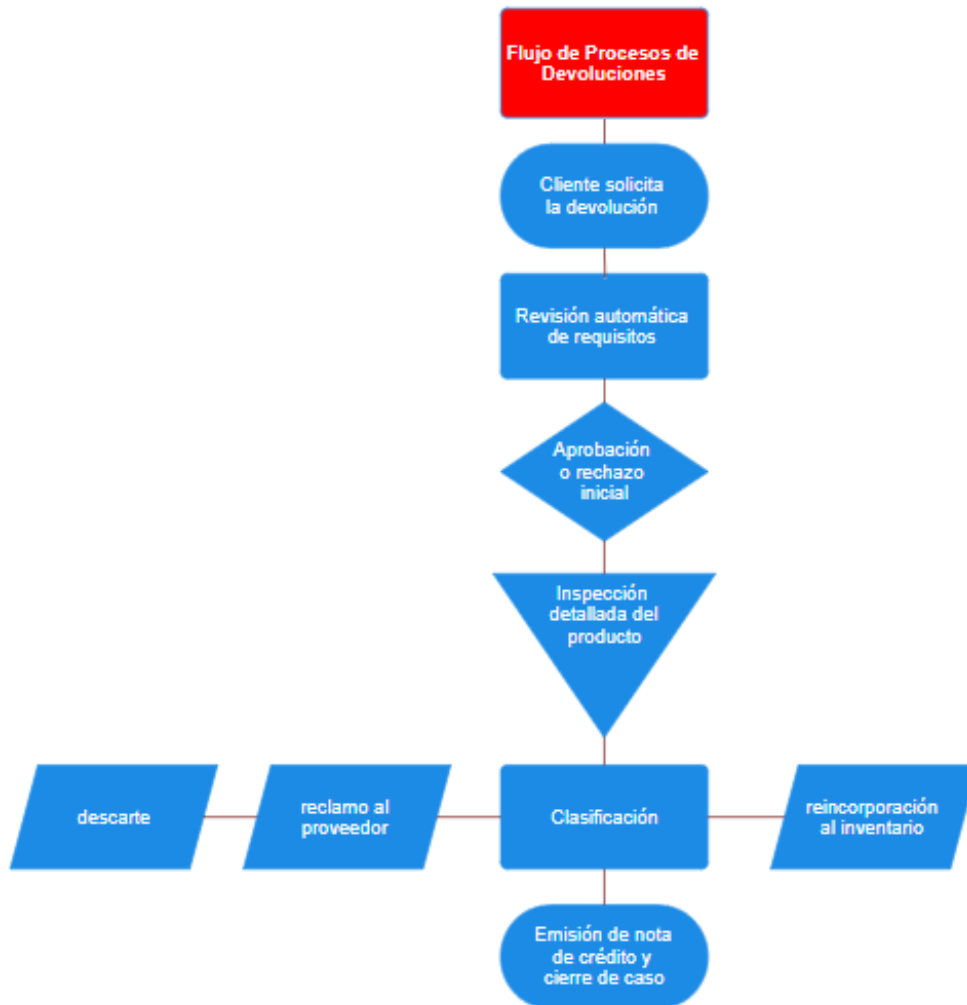 Flujo de Procesos de
Devoluciones
Cliente solicita
la devolución
Revisión automática
de requisitos
Aprobación
o rechazo
inicial
Inspección
detallada del
producto
descarte
reclamo al
proveedor
Clasificación
reincorporación
al inventario
Emisión de nota
de crédito y
cierre de caso